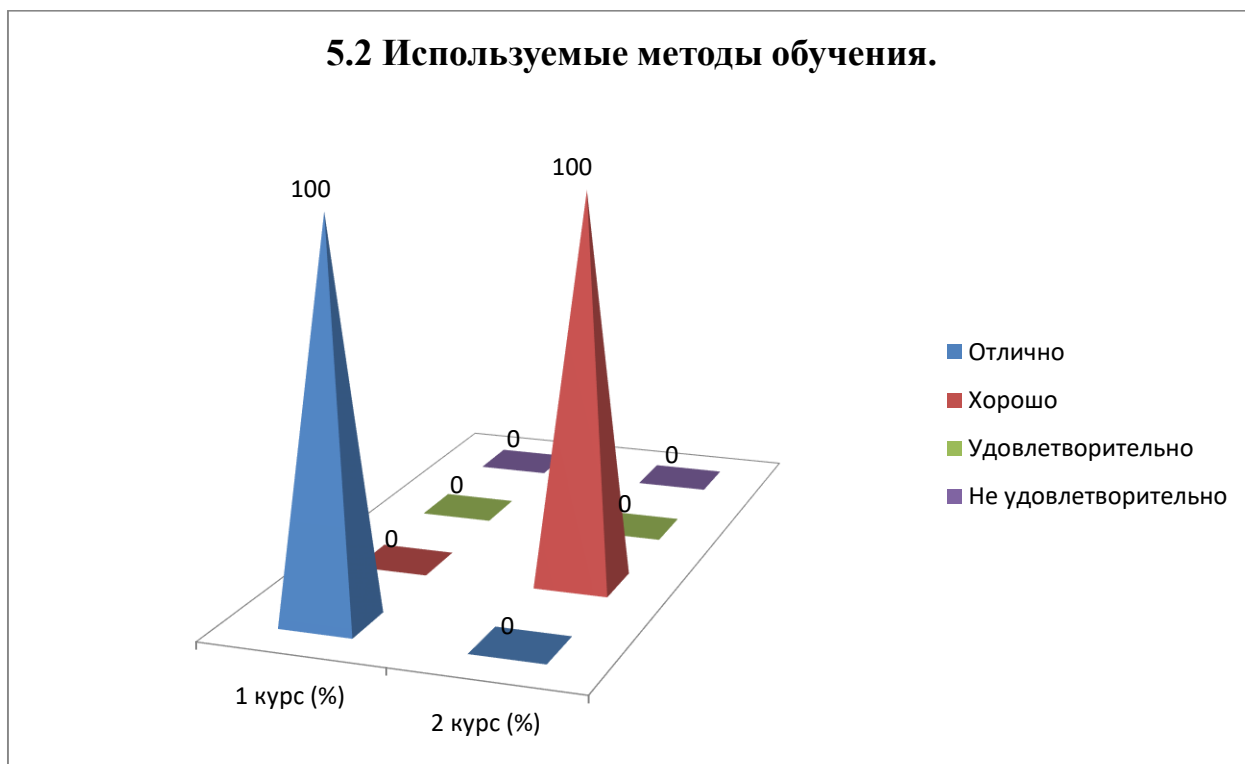 5.2 Используемые методы обучения.
100
100
0
0
0
0
0
0
1 курс (%)
2 курс (%)
Отлично
Хорошо
Удовлетворительно
Не удовлетворительно